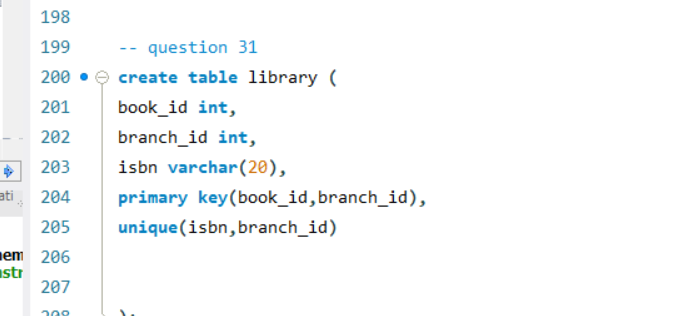 198
199 -- question 31
200 create table library (
201 book_id int,
202 branch_id int,
203 isbn varchar(20),
204 primary key(book_id,branch_id),
205 unique(isbn,branch_id)
206
207
208 );
ati